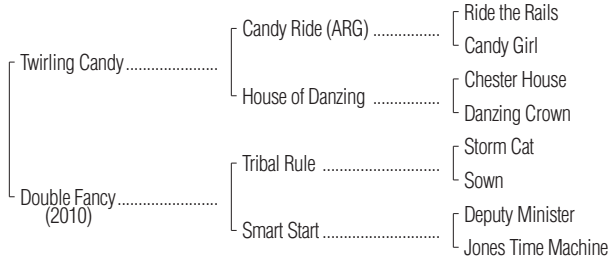 Ride the Rails
Candy Ride (ARG) ................
Candy Girl
Twirling Candy ......................
Chester House
House of Danzing ................
Danzing Crown
Storm Cat
Tribal Rule ............................
Sown
Double Fancy ........................
(2010)
Deputy Minister
Smart Start ............................
Jones Time Machine